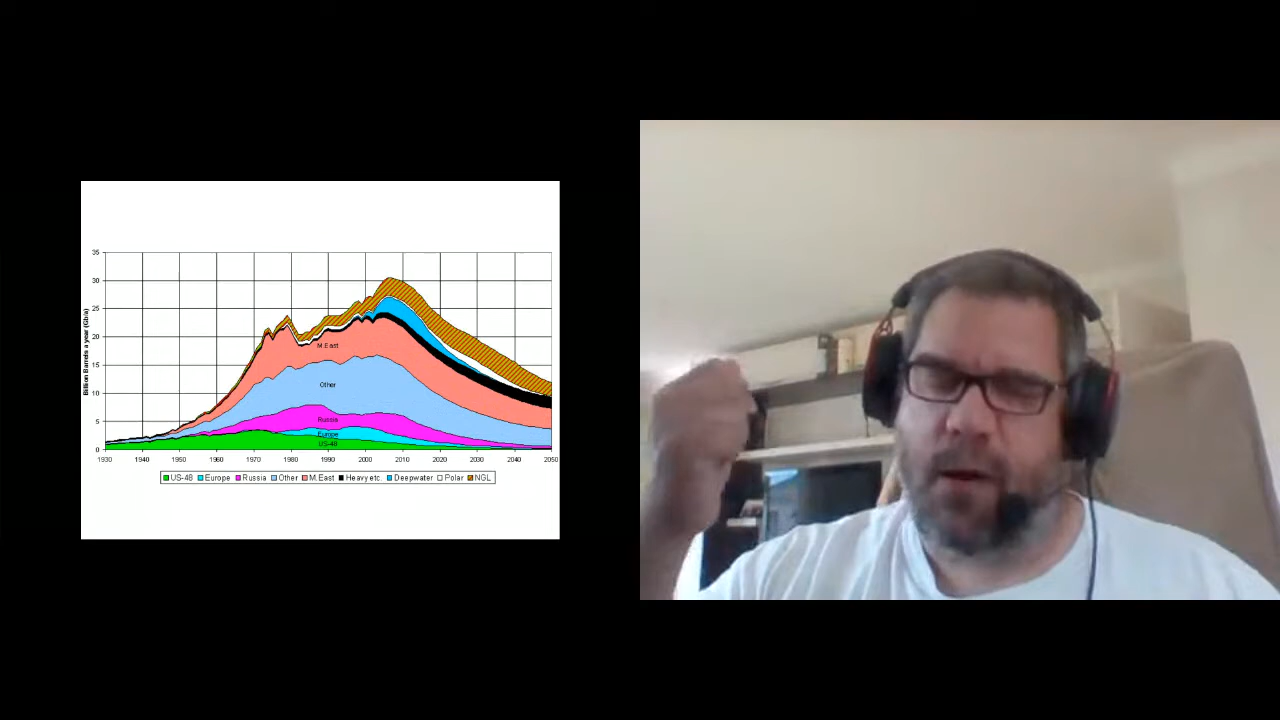 35
30
25
20
15
10
5
0
Billion Barrels a year (Gb/a)
M.East
Other
Russia
Europe
US-48
1930 1940 1950 1960 1970 1980 1990 2000 2010 2020 2030 2040 2050
US-48 Europe Russia Other M.East Heavy etc. Deepwater Polar NGL